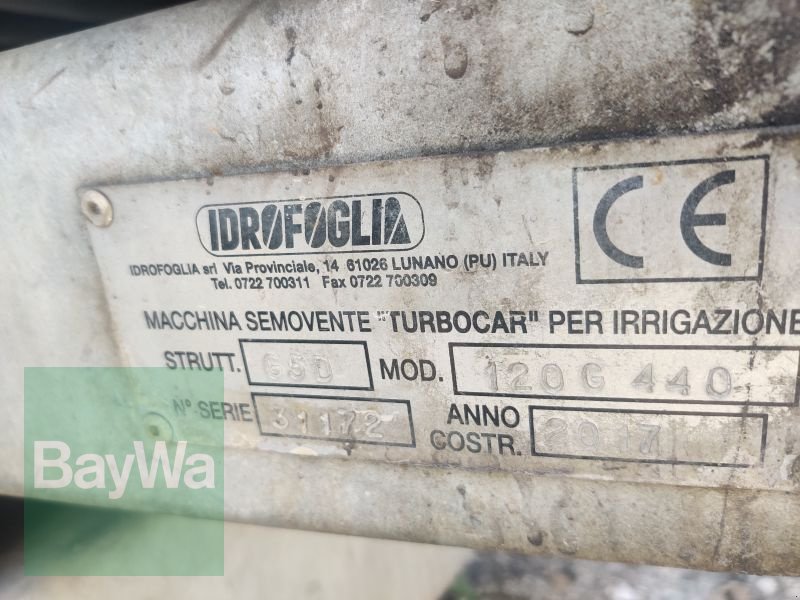 IDROFOGLIA
CE
IDROFOGLIA srl Via Provinciale, 14 61026 LUNANO (PU) ITALY
Tel. 0722 700311 Fax 0722 700309
MACCHINA SEMOVENTE "TURBOCAR" PER IRRIGAZIONE
STRUTT. G5D MOD. 120G 440
N° SERIE 31172 ANNO COSTR. 2017
BayWa